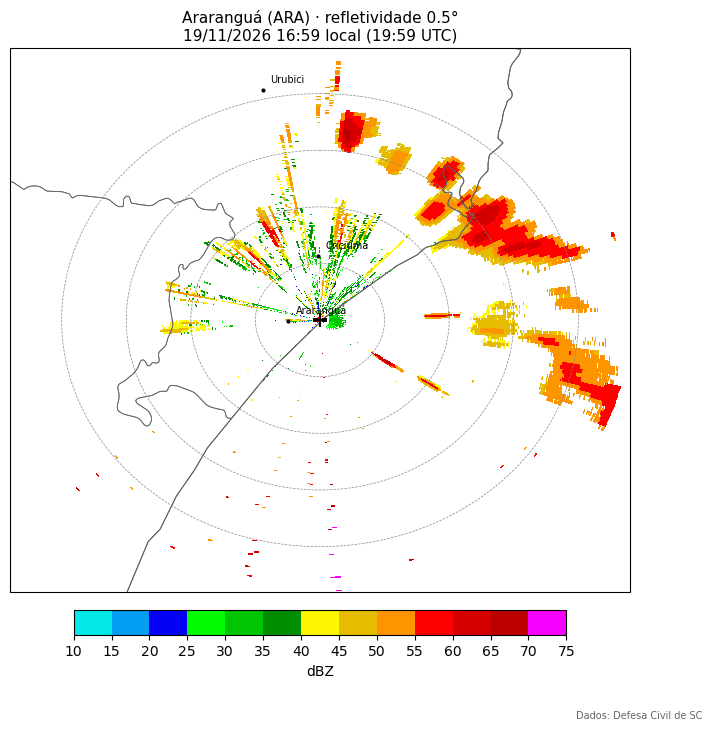 Araranguá (ARA) · refletividade 0.5°
19/11/2026 16:59 local (19:59 UTC)
Urubici
Criciúma
Araranguá
10 15 20 25 30 35 40 45 50 55 60 65 70 75
dBZ
Dados: Defesa Civil de SC